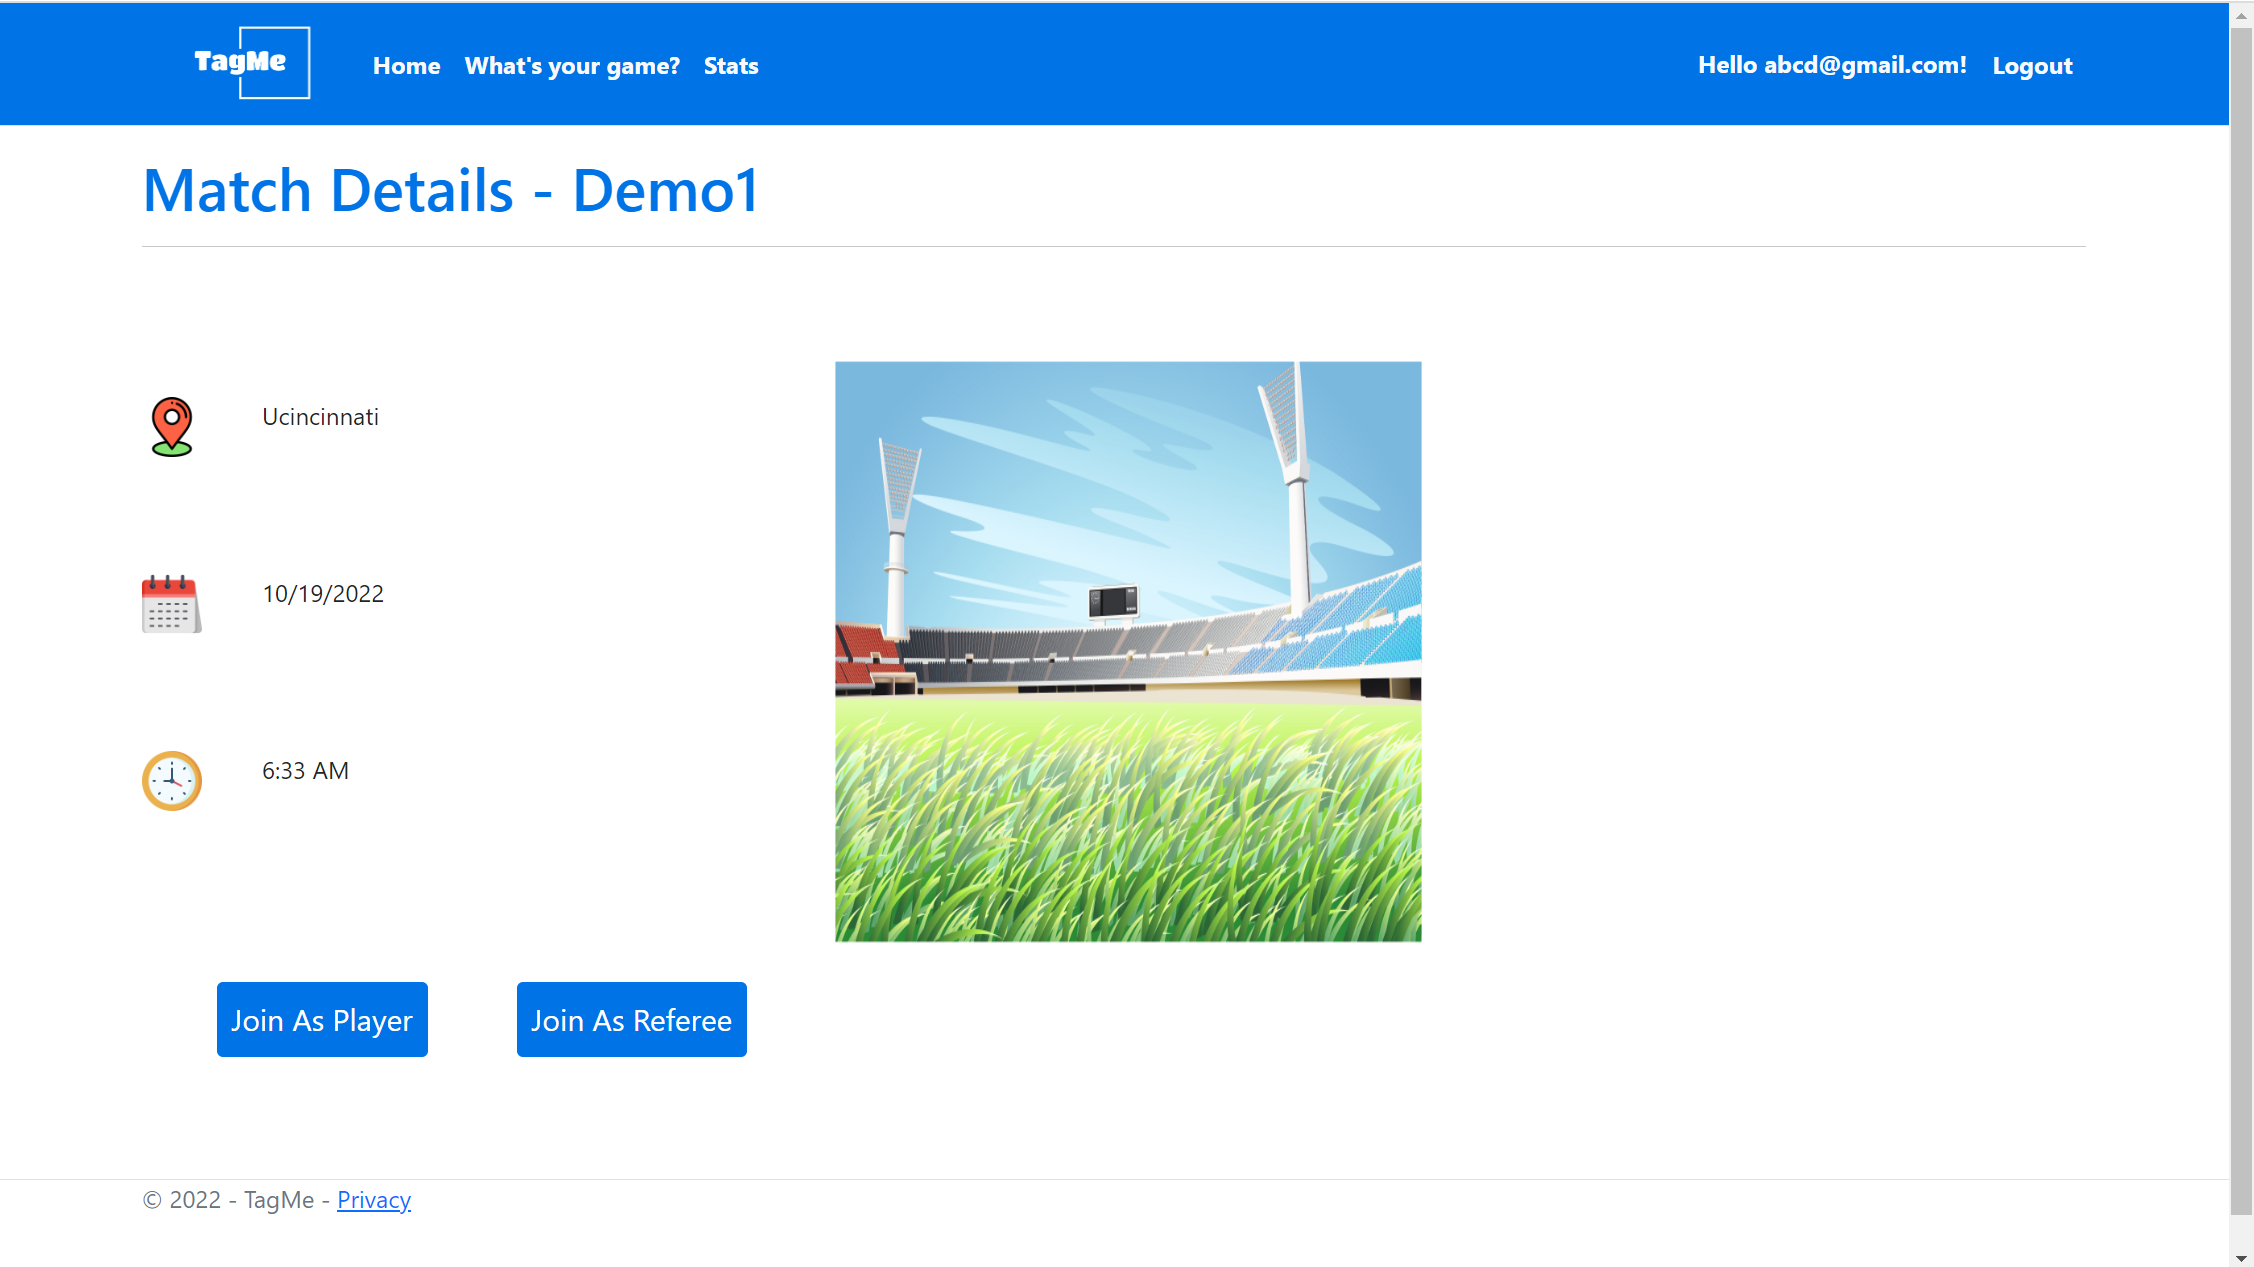 TagMe
Home What's your game? Stats
Hello abcd@gmail.com! Logout
Match Details - Demo1
Ucincinnati
10/19/2022
6:33 AM
Join As Player Join As Referee
© 2022 - TagMe - Privacy